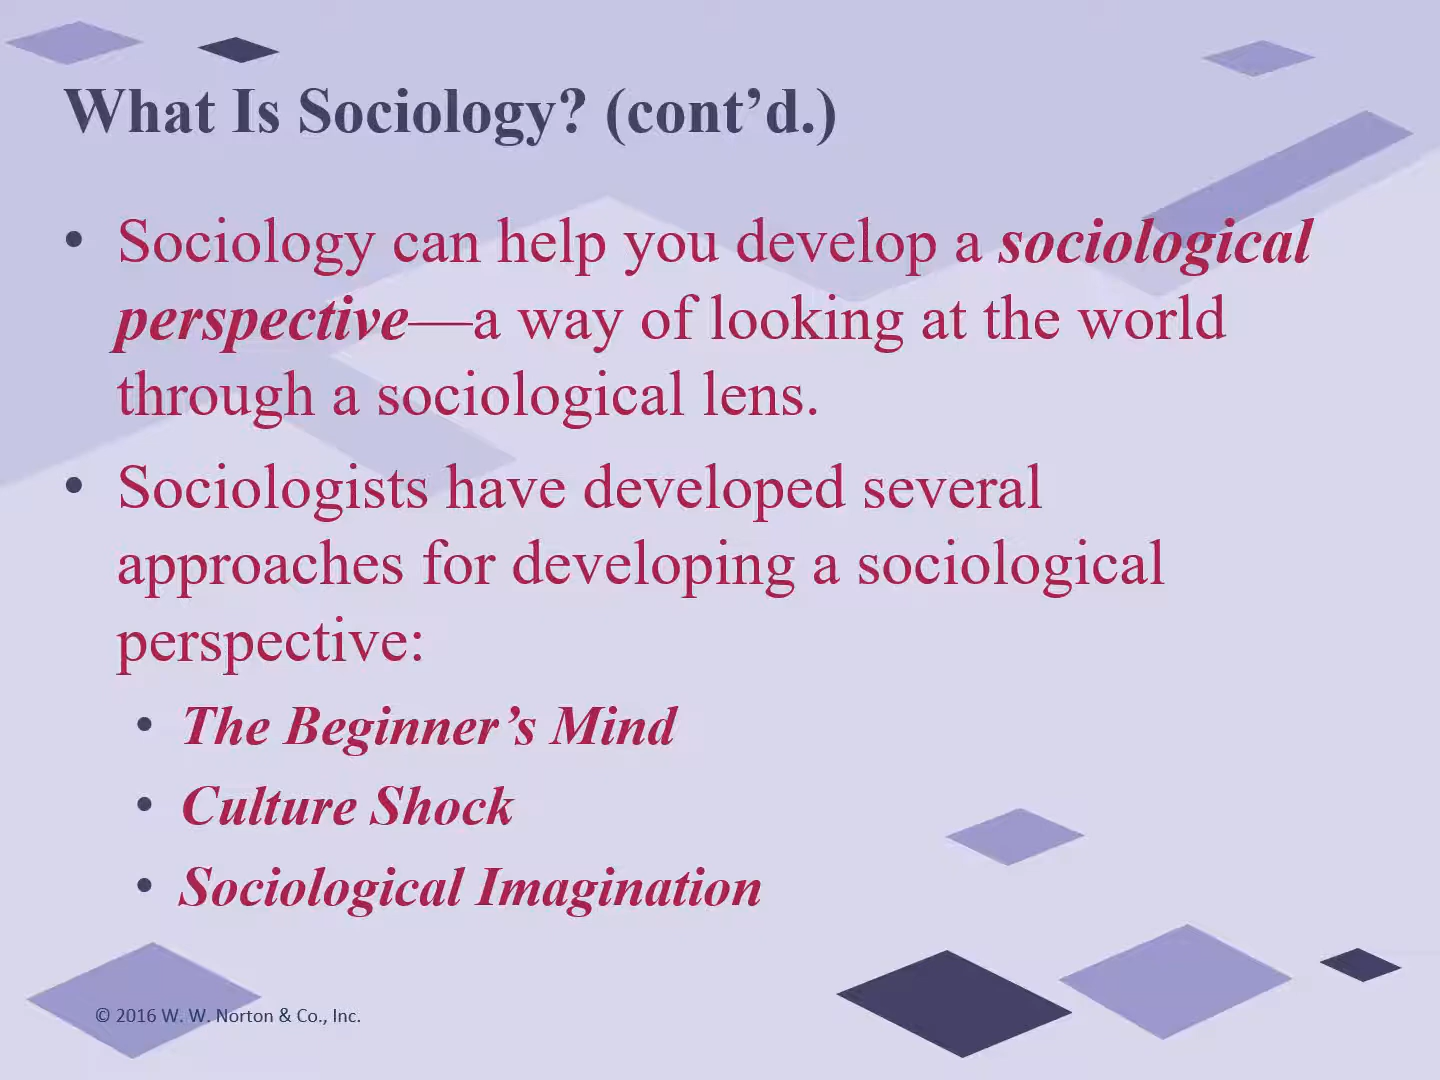 What Is Sociology? (cont’d.)
• Sociology can help you develop a sociological
perspective—a way of looking at the world
through a sociological lens.
• Sociologists have developed several
approaches for developing a sociological
perspective:
• The Beginner’s Mind
• Culture Shock
• Sociological Imagination
© 2016 W. W. Norton & Co., Inc.